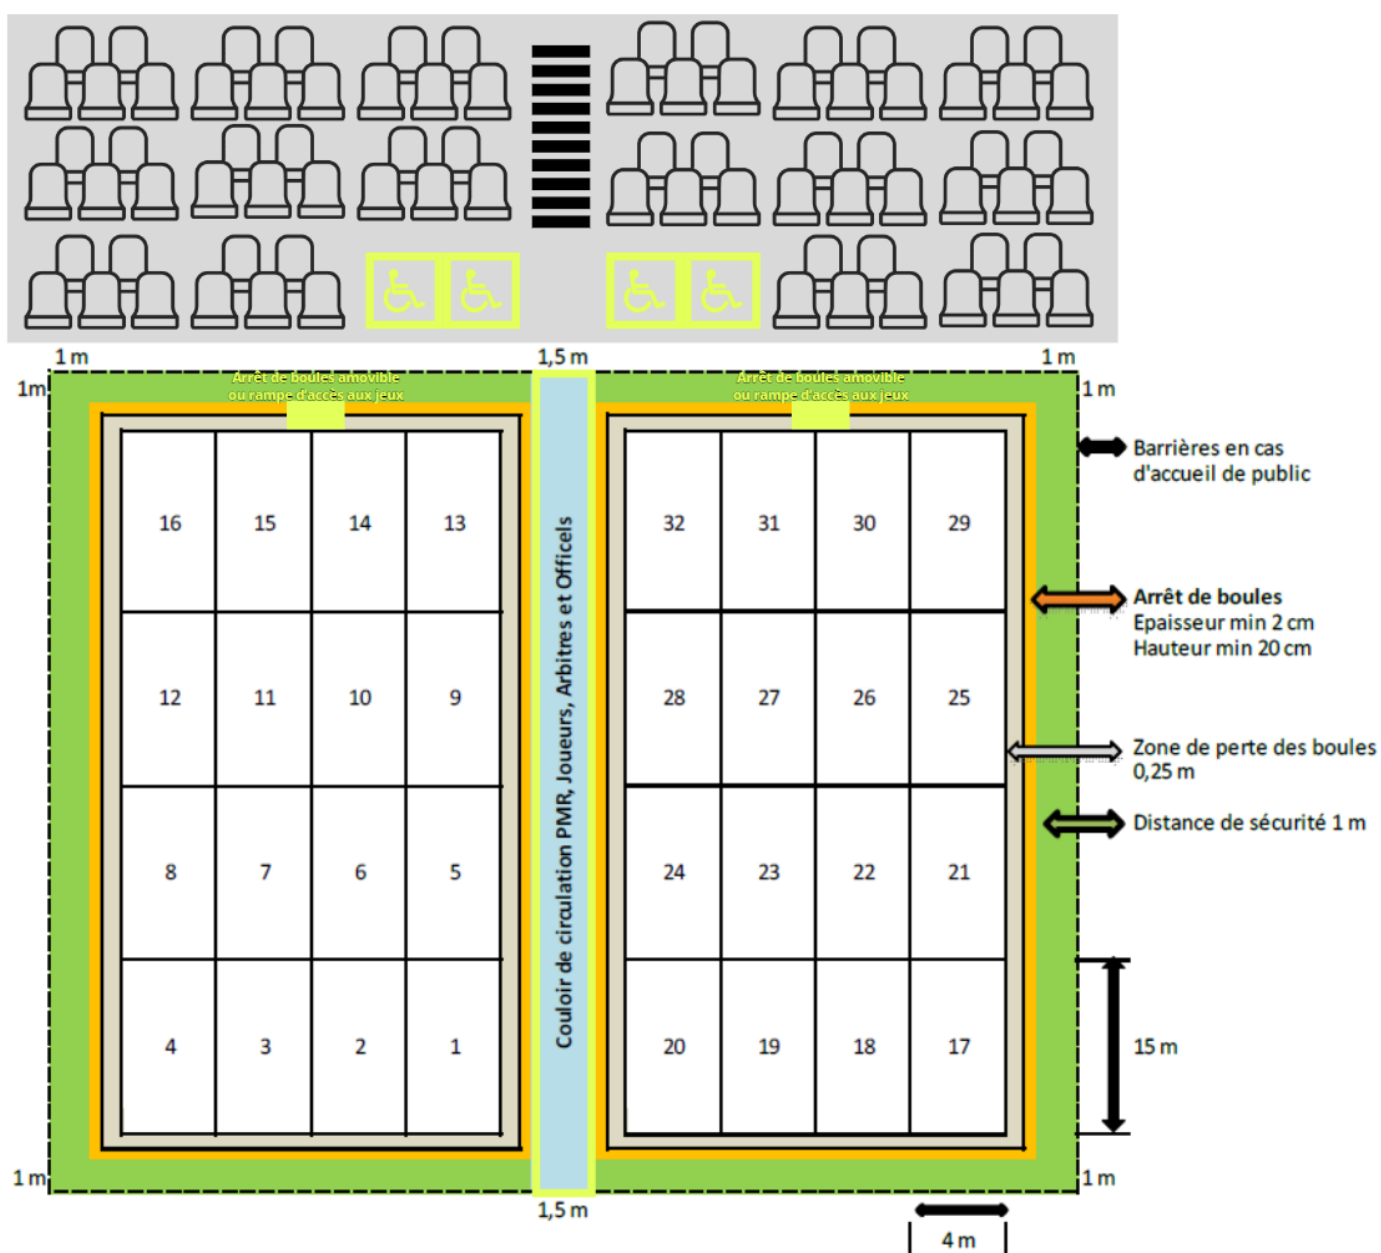 1 m
1,5 m
1 m
1m
Arrêt de boules amovible
ou rampe d'accès aux jeux
Arrêt de boules amovible
ou rampe d'accès aux jeux
1 m
Barrières en cas
d'accueil de public
16
15
14
13
32
31
30
29
Couloir de circulation PMR, Joueurs, Arbitres et Officels
Arrêt de boules
Epaisseur min 2 cm
Hauteur min 20 cm
12
11
10
9
28
27
26
25
Zone de perte des boules
0,25 m
Distance de sécurité 1 m
8
7
6
5
24
23
22
21
4
3
2
1
20
19
18
17
15 m
1 m
1 m
1,5 m
4 m